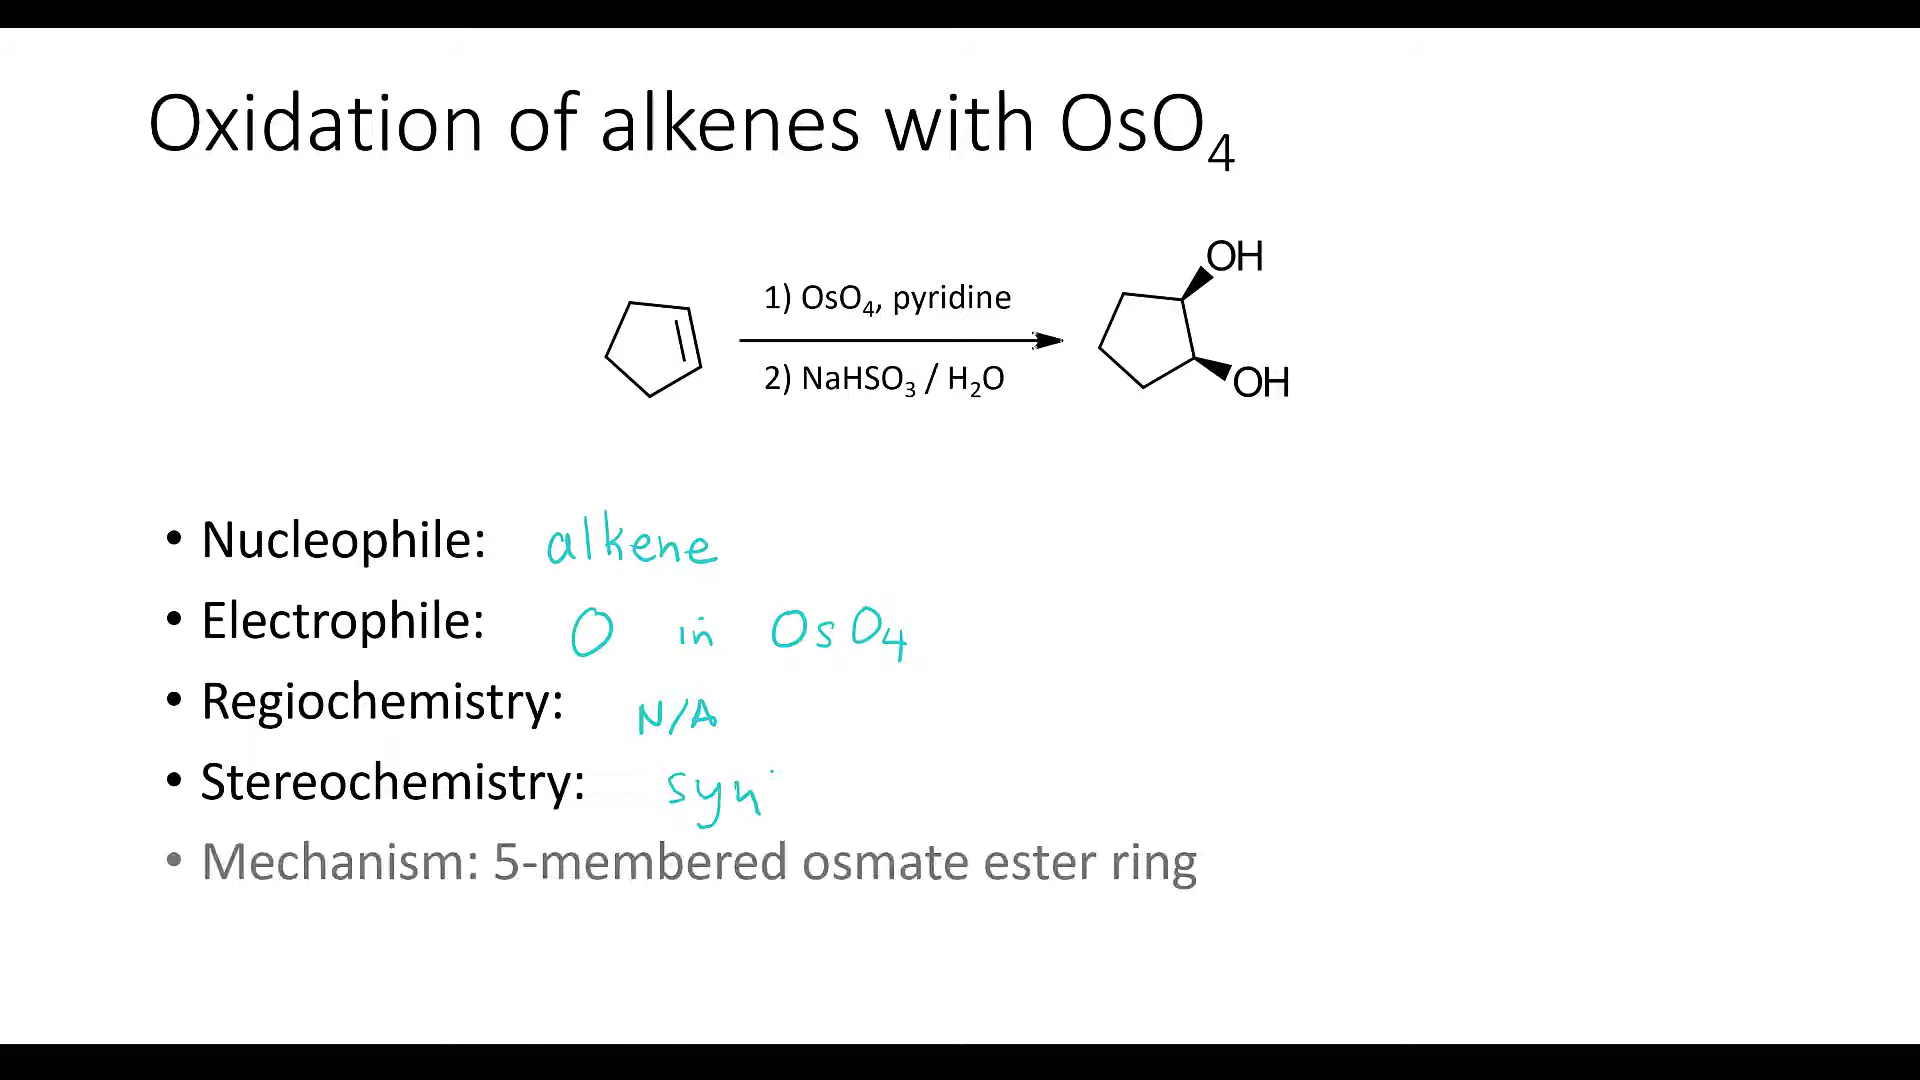 Oxidation of alkenes with OsO₄
OH
1) OsO₄, pyridine
2) NaHSO₃ / H₂O
OH
• Nucleophile: alkene
• Electrophile: O in OsO₄
• Regiochemistry: N/A
• Stereochemistry: syn
• Mechanism: 5-membered osmate ester ring